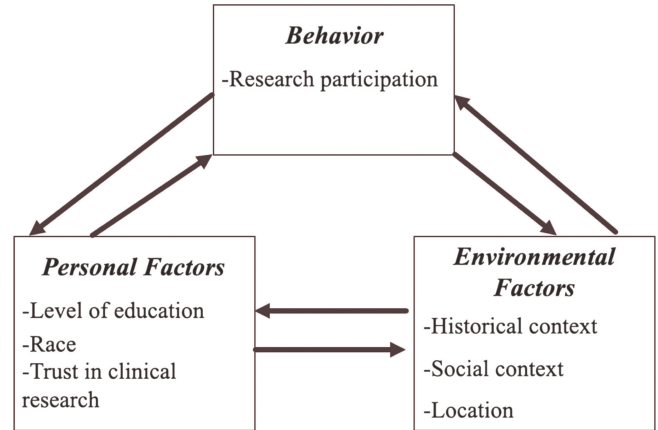 Behavior
-Research participation
Personal Factors
-Level of education
-Race
-Trust in clinical
research
Environmental
Factors
-Historical context
-Social context
-Location